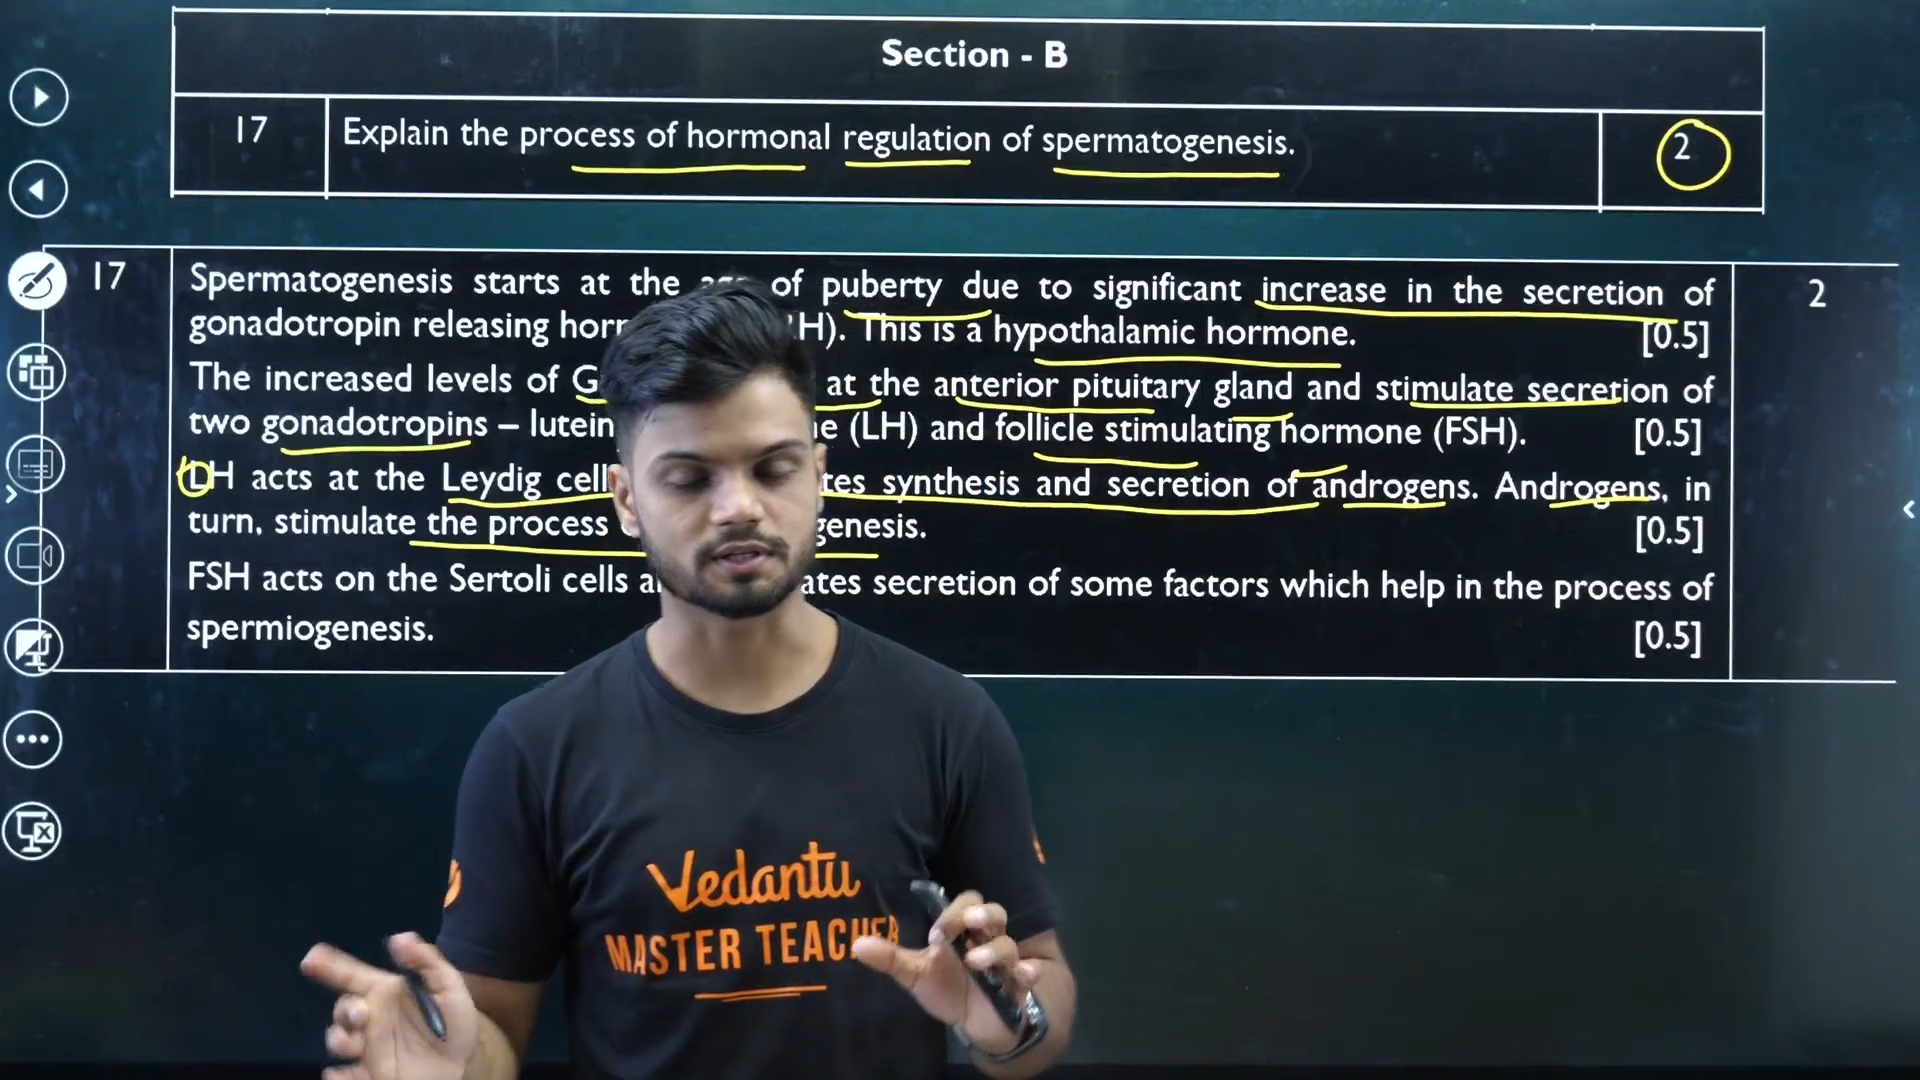 Section - B
17 Explain the process of hormonal regulation of spermatogenesis. 2
17 Spermatogenesis starts at the of puberty due to significant increase in the secretion of 2
gonadotropin releasing H). This is a hypothalamic hormone. [0.5]
The increased levels of at the anterior pituitary gland and stimulate secretion of
two gonadotropins – (LH) and follicle stimulating hormone (FSH). [0.5]
LH acts at the Leydig synthesis and secretion of androgens. Androgens, in
turn, stimulate the process [0.5]
FSH acts on the Sertoli cells secretion of some factors which help in the process of
spermiogenesis. [0.5]
Vedantu
MASTER TEACHER